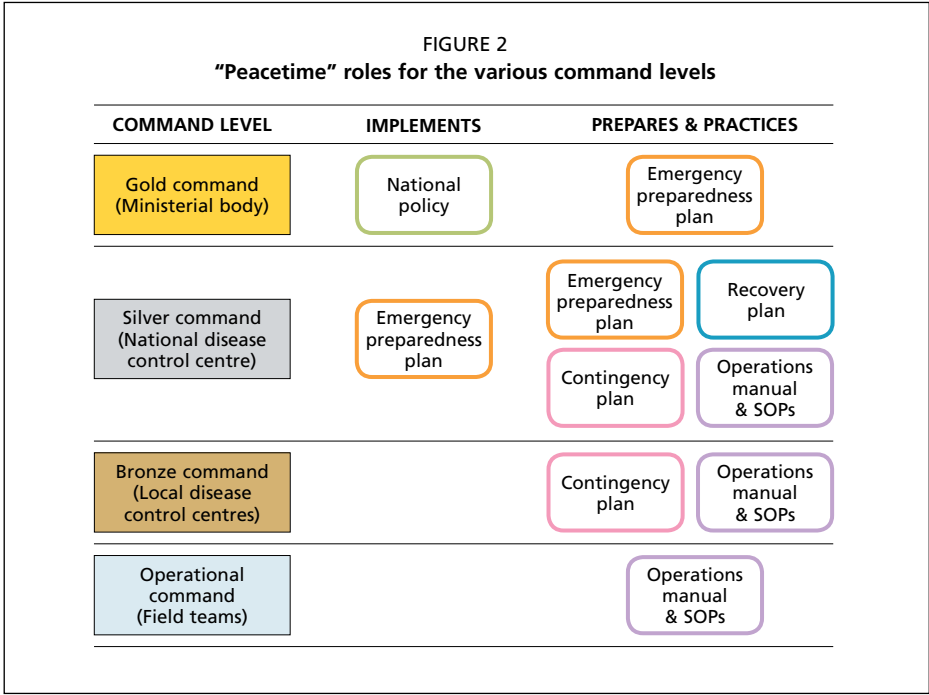 FIGURE 2
“Peacetime” roles for the various command levels
COMMAND LEVEL
IMPLEMENTS
PREPARES & PRACTICES
Gold command
(Ministerial body)
National
policy
Emergency
preparedness
plan
Silver command
(National disease
control centre)
Emergency
preparedness
plan
Emergency
preparedness
plan
Recovery
plan
Contingency
plan
Operations
manual
& SOPs
Bronze command
(Local disease
control centres)
Contingency
plan
Operations
manual
& SOPs
Operational
command
(Field teams)
Operations
manual
& SOPs